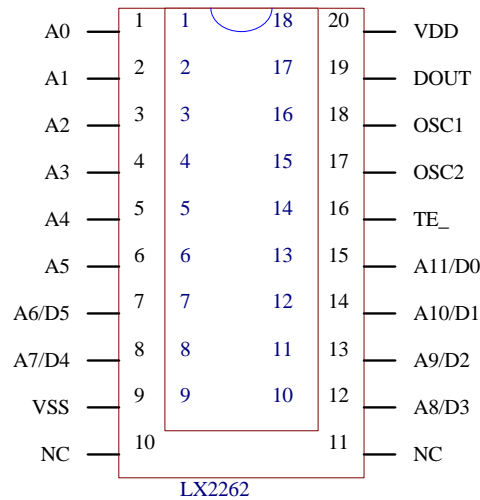 A0 1 1 18 20 VDD
A1 2 2 17 19 DOUT
A2 3 3 16 18 OSC1
A3 4 4 15 17 OSC2
A4 5 5 14 16 TE_
A5 6 6 13 15 A11/D0
A6/D5 7 7 12 14 A10/D1
A7/D4 8 8 11 13 A9/D2
VSS 9 9 10 12 A8/D3
NC 10 11 NC
LX2262